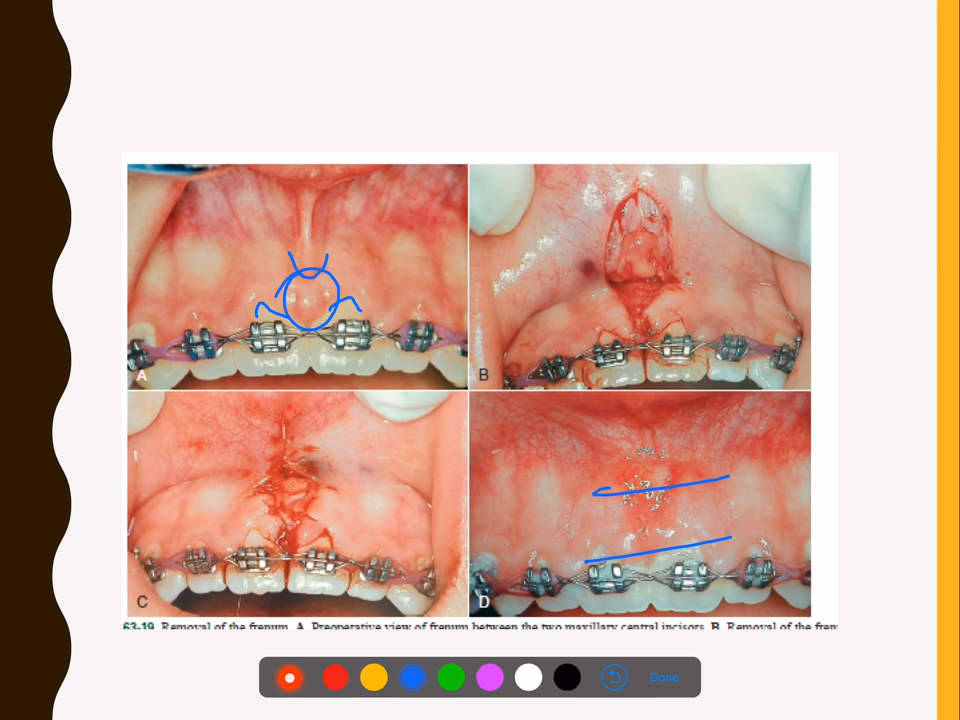 A
B
C
D
63-19 Removal of the frenum. A. Preoperative view of frenum between the two maxillary central incisors. B. Removal of the fren
Done